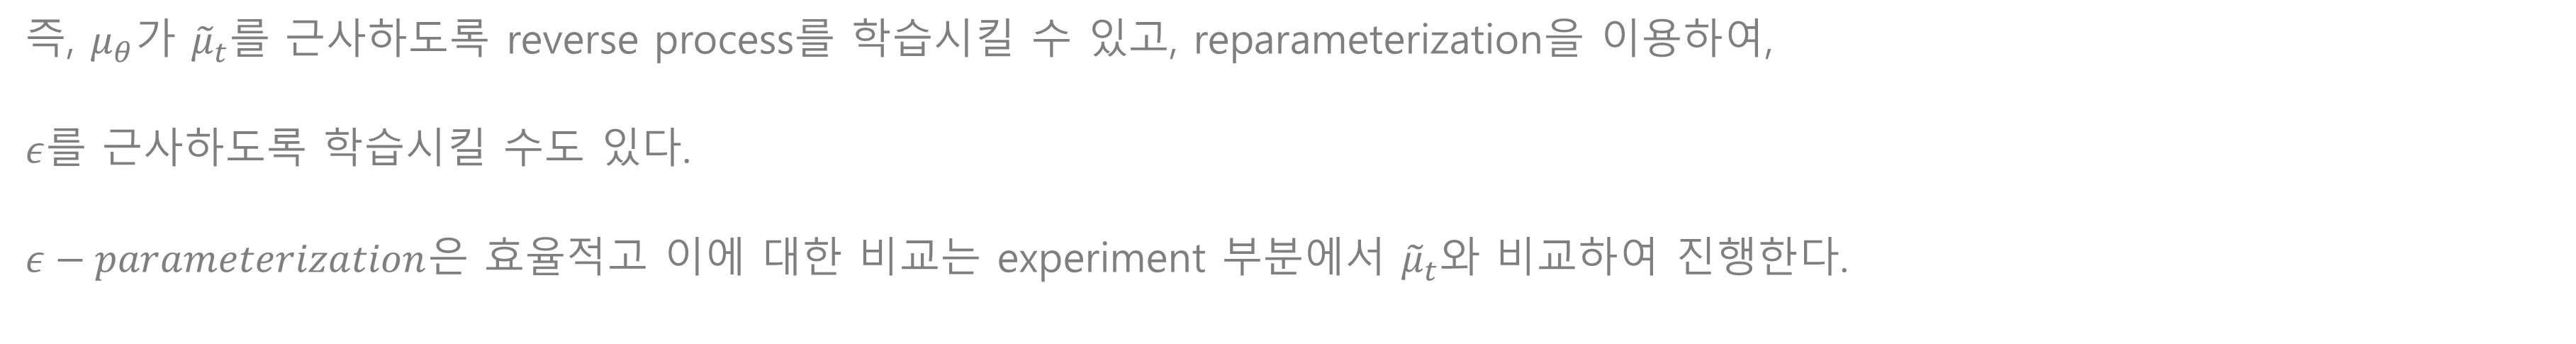 즉, μθ가 μ̃t를 근사하도록 reverse process를 학습시킬 수 있고, reparameterization을 이용하여,
ϵ를 근사하도록 학습시킬 수도 있다.
ϵ − parameterization은 효율적고 이에 대한 비교는 experiment 부분에서 μ̃t와 비교하여 진행한다.